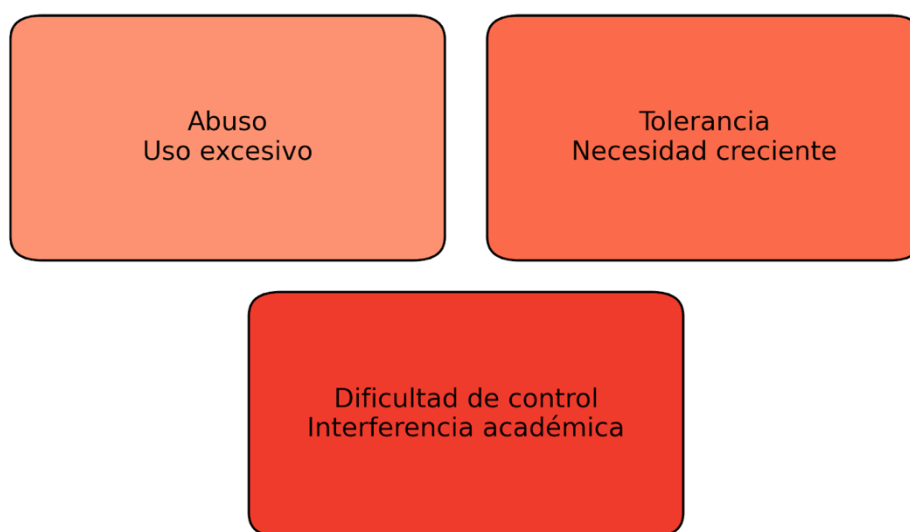 Abuso
Uso excesivo
Tolerancia
Necesidad creciente
Dificultad de control
Interferencia académica